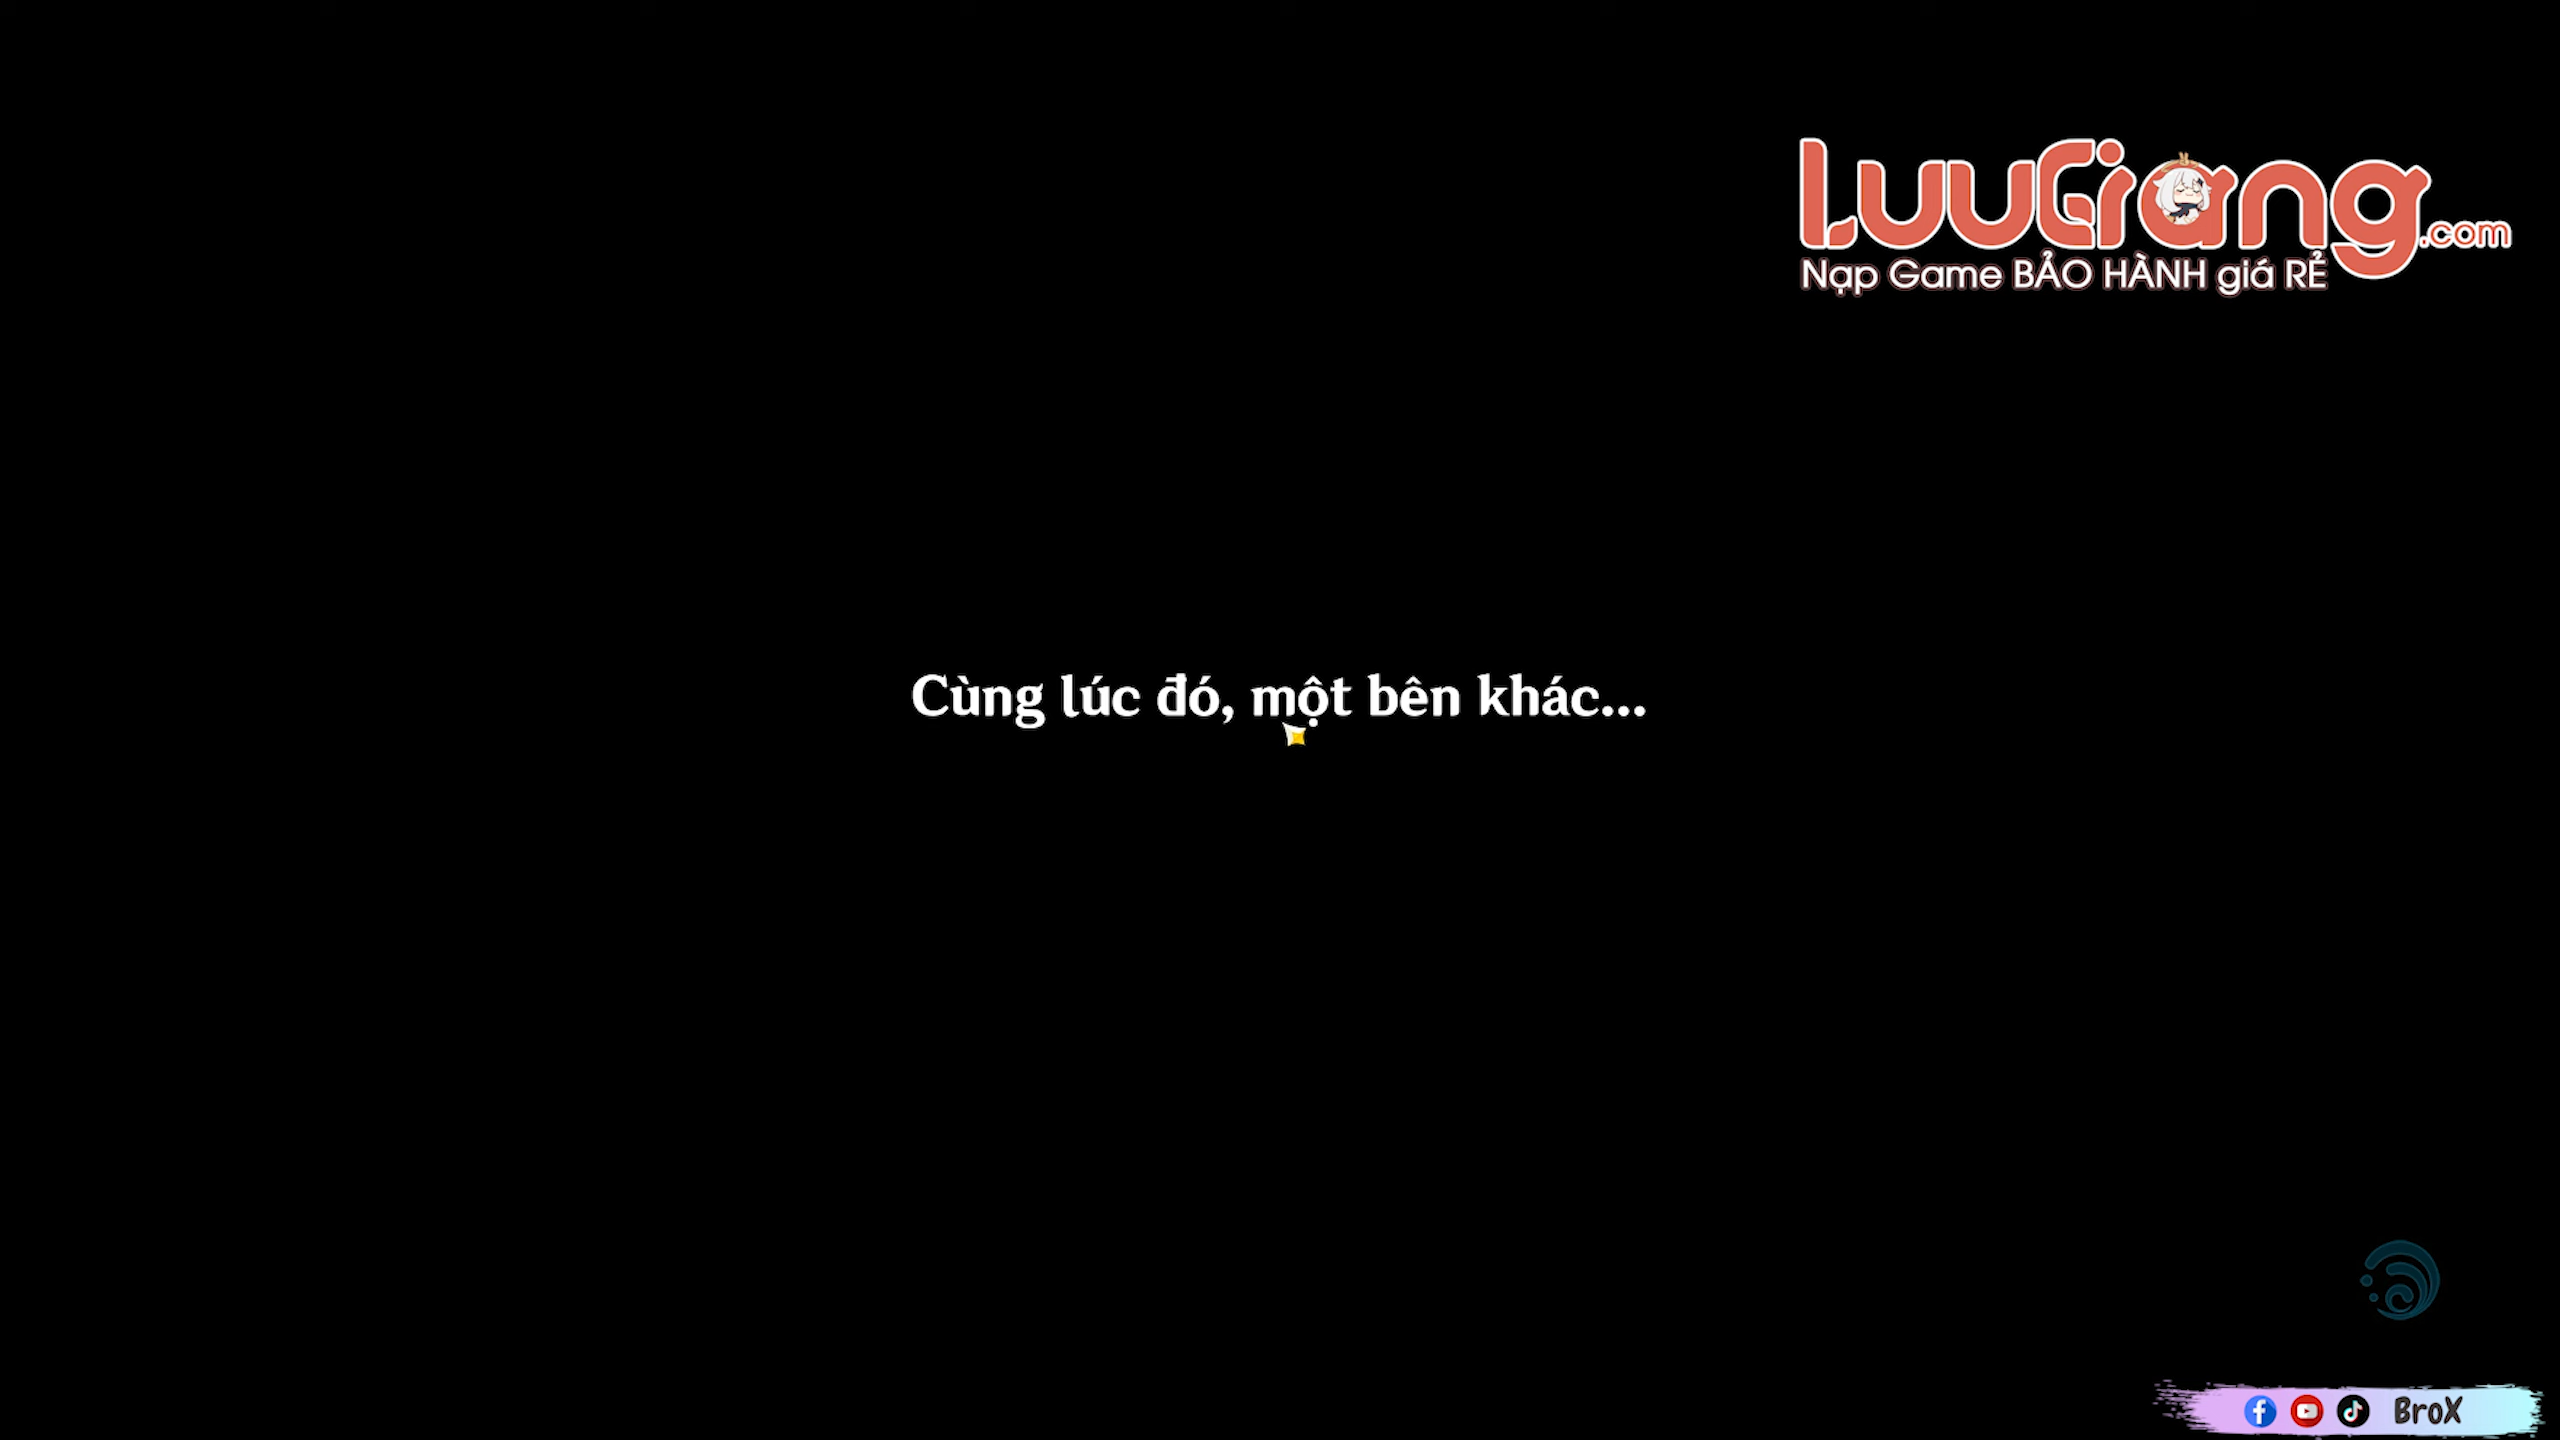 LuuGiang.com
Nạp Game BẢO HÀNH giá RẺ
Cùng lúc đó, một bên khác...
BroX